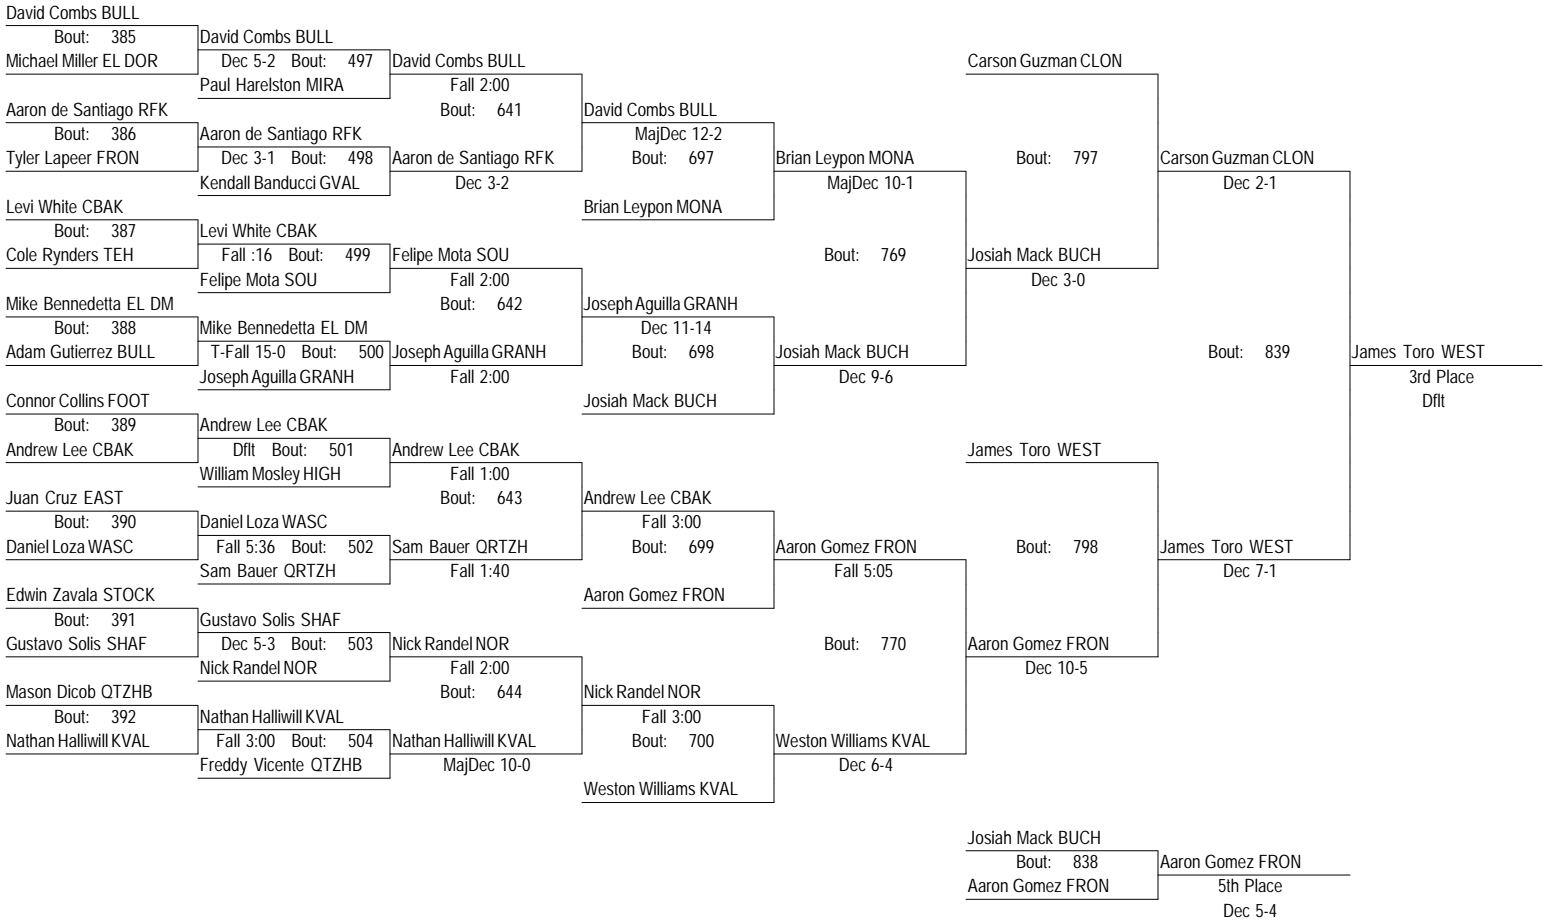 David Combs BULL
Bout: 385
David Combs BULL
Michael Miller EL DOR
Dec 5-2 Bout: 497
David Combs BULL
Carson Guzman CLON
Paul Harelston MIRA
Fall 2:00
Aaron de Santiago RFK
Bout: 641
David Combs BULL
Bout: 386
Aaron de Santiago RFK
MajDec 12-2
Tyler Lapeer FRON
Dec 3-1 Bout: 498
Aaron de Santiago RFK
Bout: 697
Brian Leypon MONA
Bout: 797
Carson Guzman CLON
Kendall Banducci GVAL
Dec 3-2
MajDec 10-1
Dec 2-1
Levi White CBAK
Brian Leypon MONA
Bout: 387
Levi White CBAK
Cole Rynders TEH
Fall :16 Bout: 499
Felipe Mota SOU
Bout: 769
Josiah Mack BUCH
Felipe Mota SOU
Fall 2:00
Dec 3-0
Mike Bennedetta EL DM
Bout: 642
Joseph Aguilla GRANH
Bout: 388
Mike Bennedetta EL DM
Dec 11-14
Adam Gutierrez BULL
T-Fall 15-0 Bout: 500
Joseph Aguilla GRANH
Bout: 698
Josiah Mack BUCH
Bout: 839
James Toro WEST
Joseph Aguilla GRANH
Fall 2:00
Dec 9-6
3rd Place
Connor Collins FOOT
Josiah Mack BUCH
Dflt
Bout: 389
Andrew Lee CBAK
Andrew Lee CBAK
Dflt Bout: 501
Andrew Lee CBAK
James Toro WEST
William Mosley HIGH
Fall 1:00
Juan Cruz EAST
Bout: 643
Andrew Lee CBAK
Bout: 390
Daniel Loza WASC
Fall 3:00
Daniel Loza WASC
Fall 5:36 Bout: 502
Sam Bauer QRTZH
Bout: 699
Aaron Gomez FRON
Bout: 798
James Toro WEST
Sam Bauer QRTZH
Fall 1:40
Fall 5:05
Dec 7-1
Edwin Zavala STOCK
Aaron Gomez FRON
Bout: 391
Gustavo Solis SHAF
Gustavo Solis SHAF
Dec 5-3 Bout: 503
Nick Randel NOR
Bout: 770
Aaron Gomez FRON
Nick Randel NOR
Fall 2:00
Dec 10-5
Mason Dicob QTZHB
Bout: 644
Nick Randel NOR
Bout: 392
Nathan Halliwill KVAL
Fall 3:00
Nathan Halliwill KVAL
Fall 3:00 Bout: 504
Nathan Halliwill KVAL
Bout: 700
Weston Williams KVAL
Freddy Vicente QTZHB
MajDec 10-0
Dec 6-4
Weston Williams KVAL
Josiah Mack BUCH
Bout: 838
Aaron Gomez FRON
Aaron Gomez FRON
5th Place
Dec 5-4